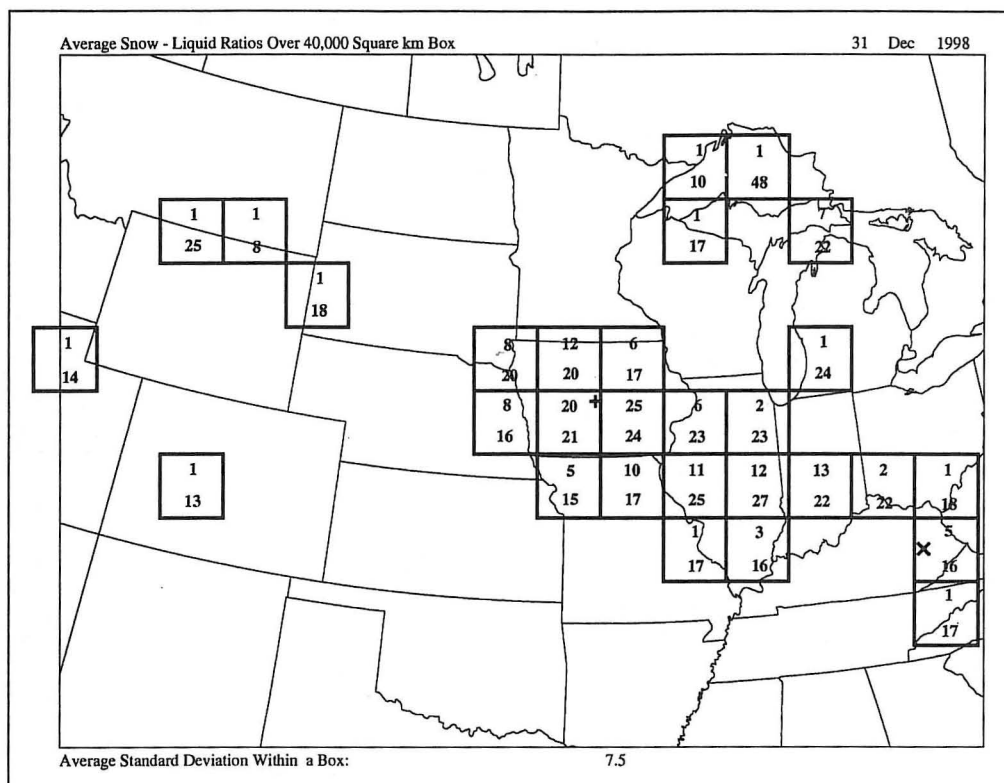 Average Snow - Liquid Ratios Over 40,000 Square km Box 31 Dec 1998
1 1
10 48
1 1 1 7
25 8 17 22
1
18
1 8 12 6 1
14 20 20 17 24
8 20 25 6 2
16 21 24 23 23
1 5 10 11 12 13 2 1
13 15 17 25 27 22 22 18
1 3 5
17 16 16
1
17
Average Standard Deviation Within a Box: 7.5